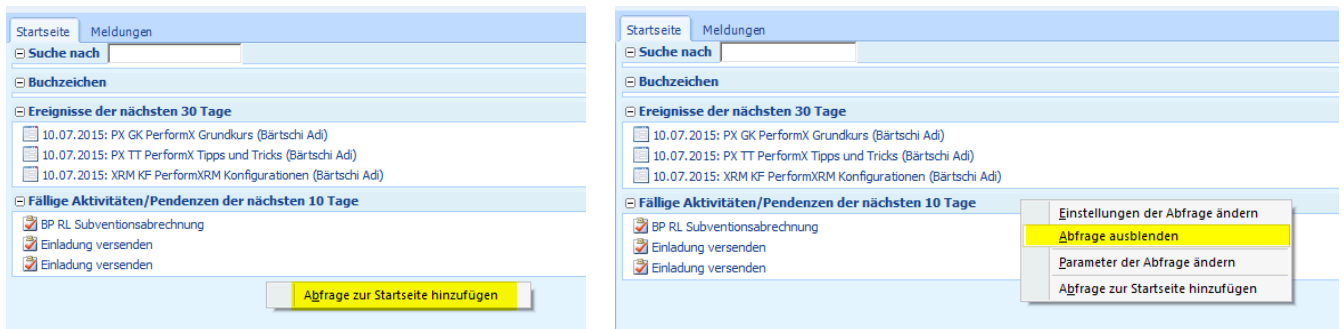 Startseite Meldungen
Suche nach
Buchzeichen
Ereignisse der nächsten 30 Tage
10.07.2015: PX GK PerformX Grundkurs (Bärtschi Adi)
10.07.2015: PX TT PerformX Tipps und Tricks (Bärtschi Adi)
10.07.2015: XRM KF PerformXRM Konfigurationen (Bärtschi Adi)
Fällige Aktivitäten/Pendenzen der nächsten 10 Tage
BP RL Subventionsabrechnung
Einladung versenden
Einladung versenden
Abfrage zur Startseite hinzufügen
Startseite Meldungen
Suche nach
Buchzeichen
Ereignisse der nächsten 30 Tage
10.07.2015: PX GK PerformX Grundkurs (Bärtschi Adi)
10.07.2015: PX TT PerformX Tipps und Tricks (Bärtschi Adi)
10.07.2015: XRM KF PerformXRM Konfigurationen (Bärtschi Adi)
Fällige Aktivitäten/Pendenzen der nächsten 10 Tage
BP RL Subventionsabrechnung
Einladung versenden
Einladung versenden
Einstellungen der Abfrage ändern
Abfrage ausblenden
Parameter der Abfrage ändern
Abfrage zur Startseite hinzufügen